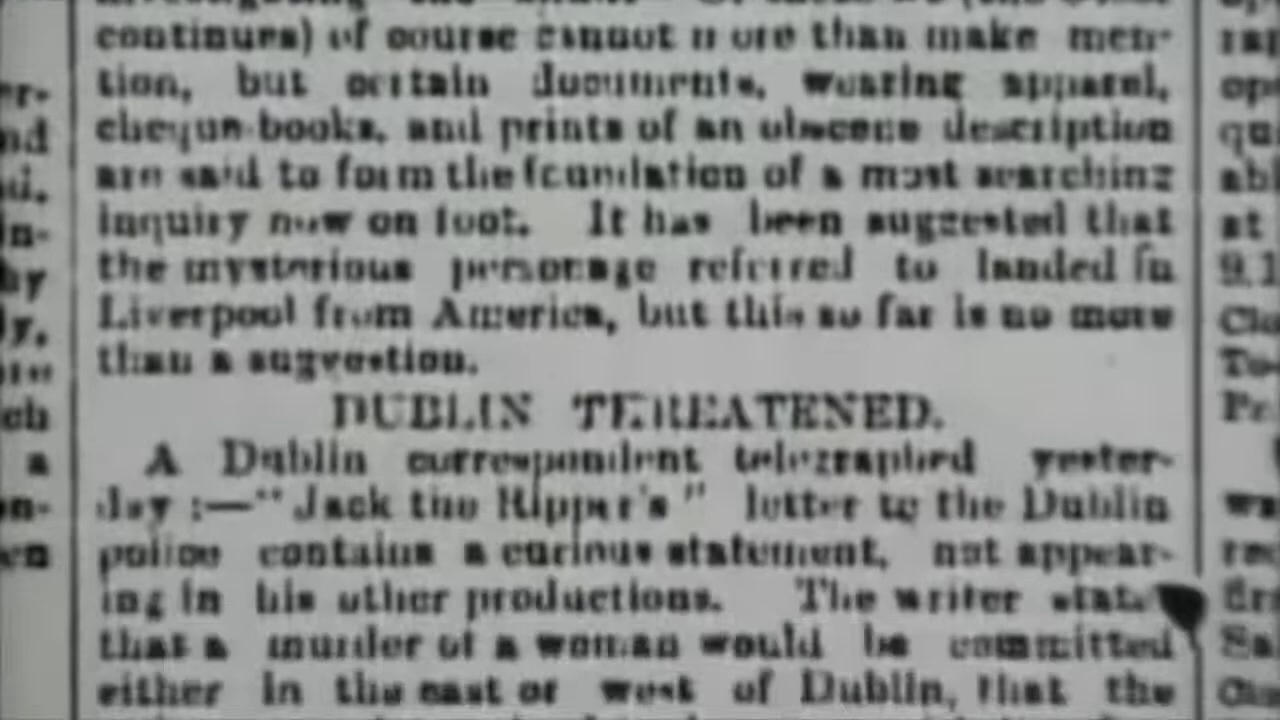 continues) of course cannot more than make men-
tion, but certain documents, wearing apparel,
cheque-books, and prints of an obscene description
are said to form the foundation of a most searching
inquiry now on foot. It has been suggested that
the mysterious personage referred to landed in
Liverpool from America, but this so far is no more
than a suggestion.
DUBLIN THREATENED.
A Dublin correspondent telegraphed yester-
day :—"Jack the Ripper's" letter to the Dublin
police contains a curious statement, not appear-
ing in his other productions. The writer states
that a murder of a woman would be committed
either in the east or west of Dublin, that the